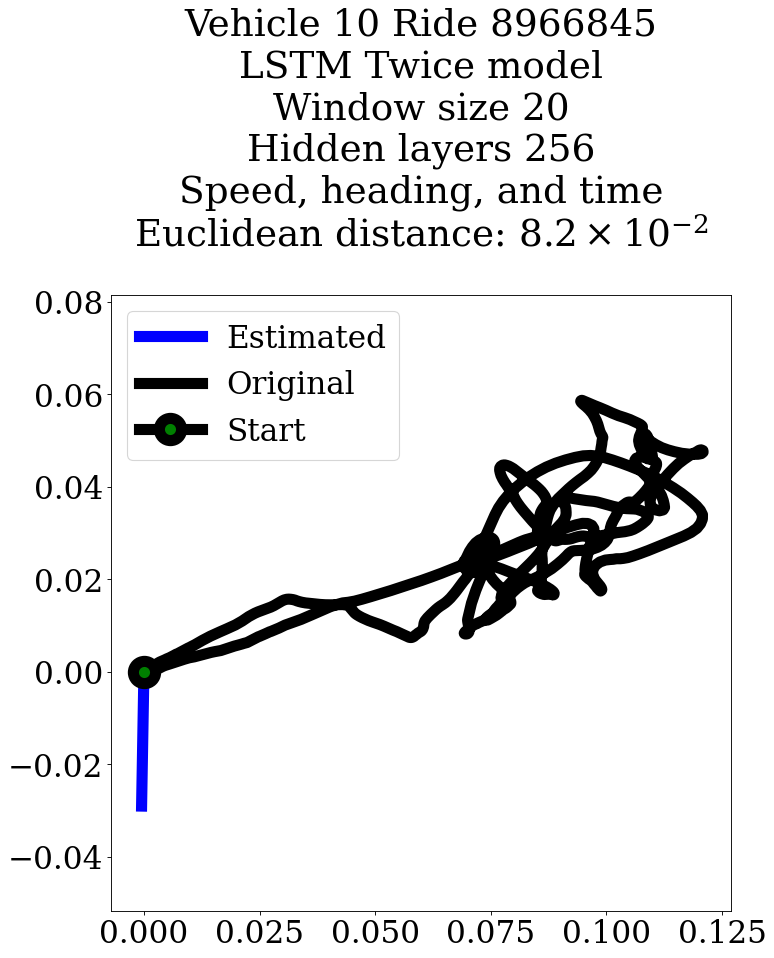 Vehicle 10 Ride 8966845
LSTM Twice model
Window size 20
Hidden layers 256
Speed, heading, and time
Euclidean distance: 8.2 × 10⁻²
0.08
0.06
0.04
0.02
0.00
−0.02
−0.04
Estimated
Original
Start
0.000 0.025 0.050 0.075 0.100 0.125